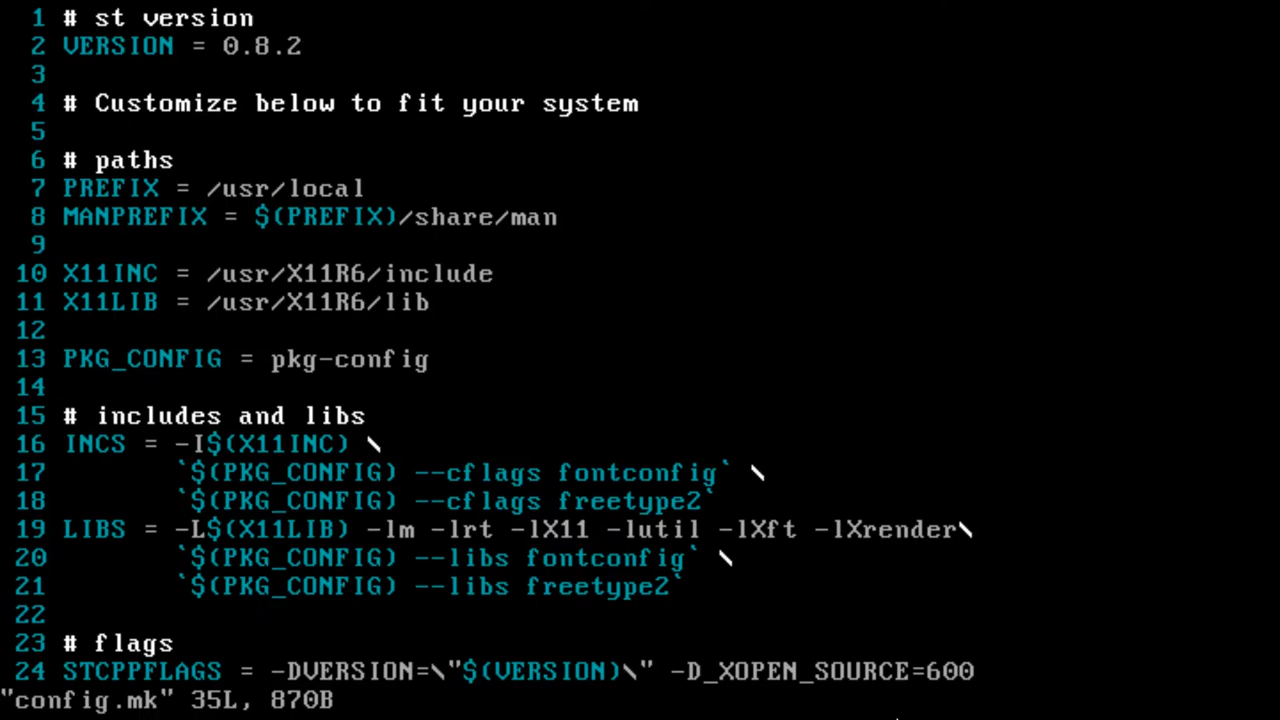 1 # st version
2 VERSION = 0.8.2
3
4 # Customize below to fit your system
5
6 # paths
7 PREFIX = /usr/local
8 MANPREFIX = $(PREFIX)/share/man
9
10 X11INC = /usr/X11R6/include
11 X11LIB = /usr/X11R6/lib
12
13 PKG_CONFIG = pkg-config
14
15 # includes and libs
16 INCS = -I$(X11INC) \
17        `$(PKG_CONFIG) --cflags fontconfig` \
18        `$(PKG_CONFIG) --cflags freetype2`
19 LIBS = -L$(X11LIB) -lm -lrt -lX11 -lutil -lXft -lXrender\
20        `$(PKG_CONFIG) --libs fontconfig` \
21        `$(PKG_CONFIG) --libs freetype2`
22
23 # flags
24 STCPPFLAGS = -DVERSION=\"$(VERSION)\" -D_XOPEN_SOURCE=600
"config.mk" 35L, 870B